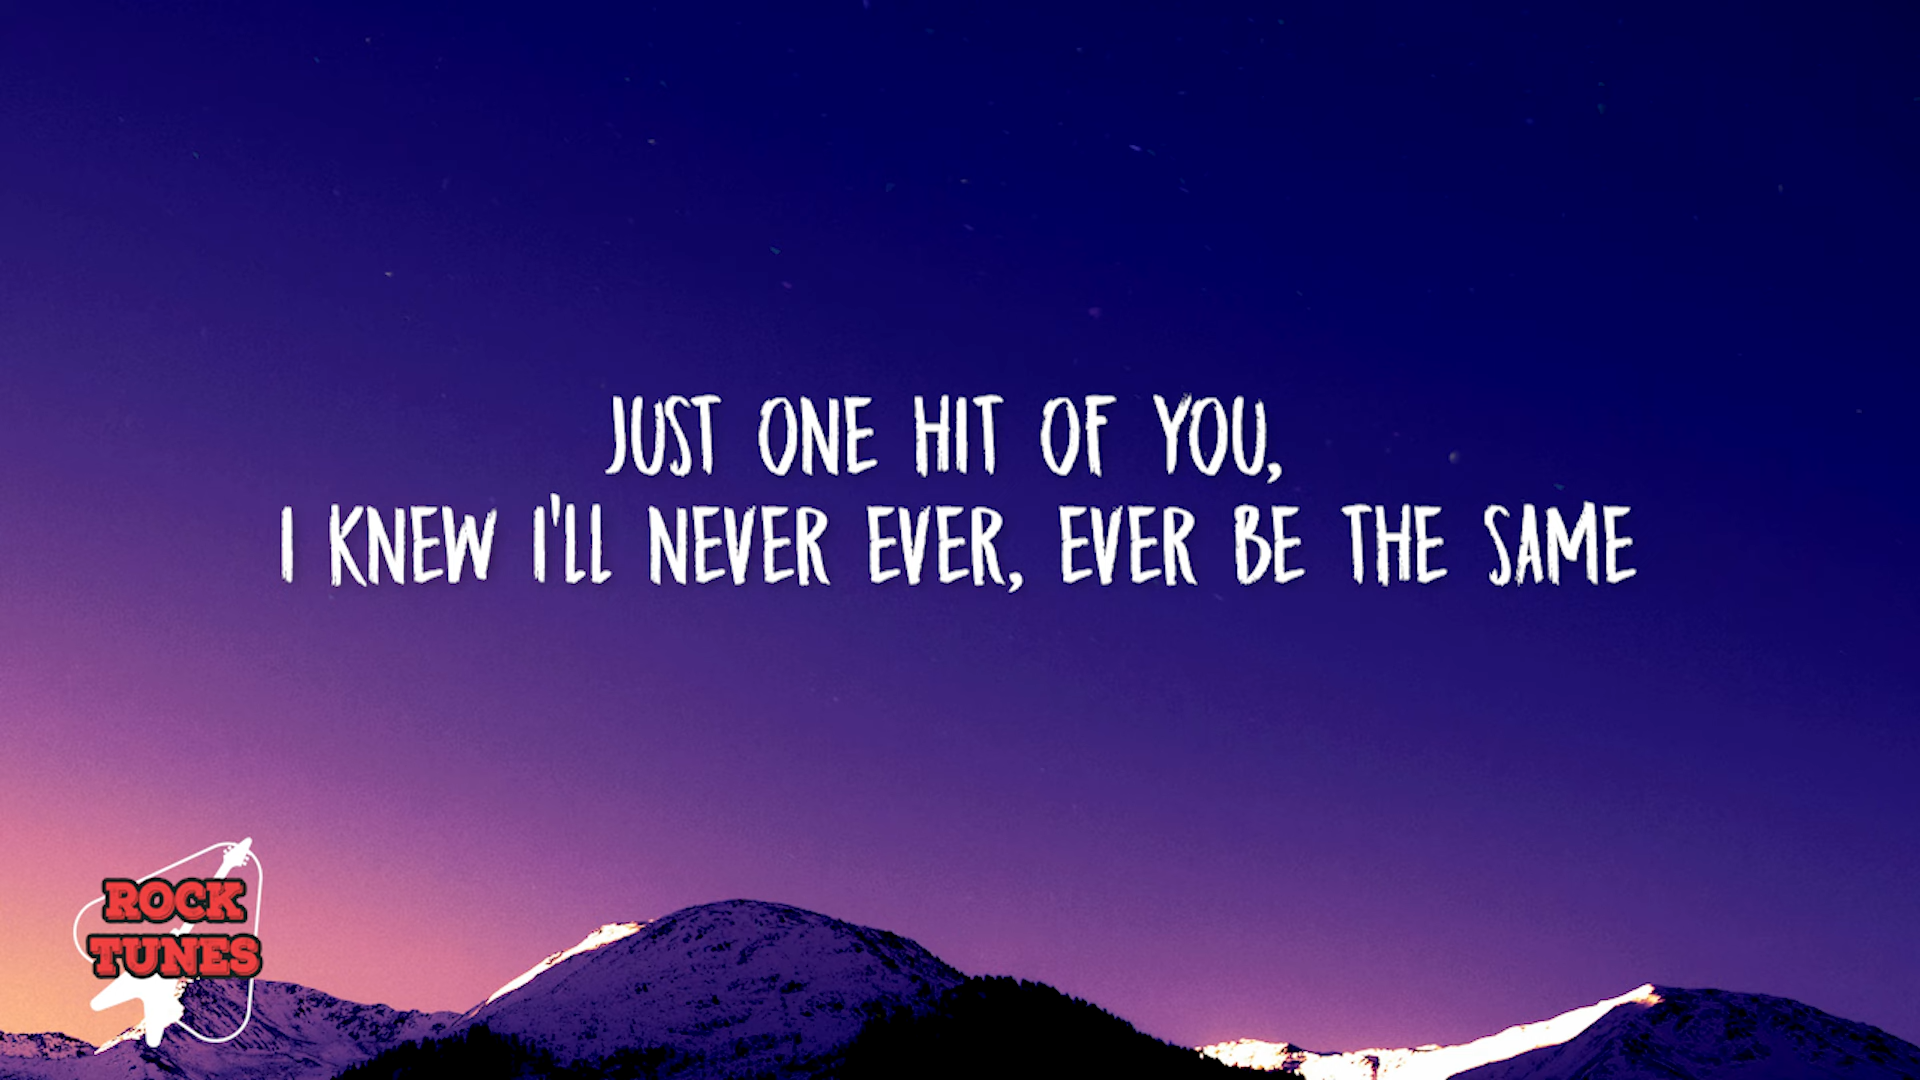 JUST ONE HIT OF YOU,
I KNEW I'LL NEVER EVER, EVER BE THE SAME
ROCK
TUNES